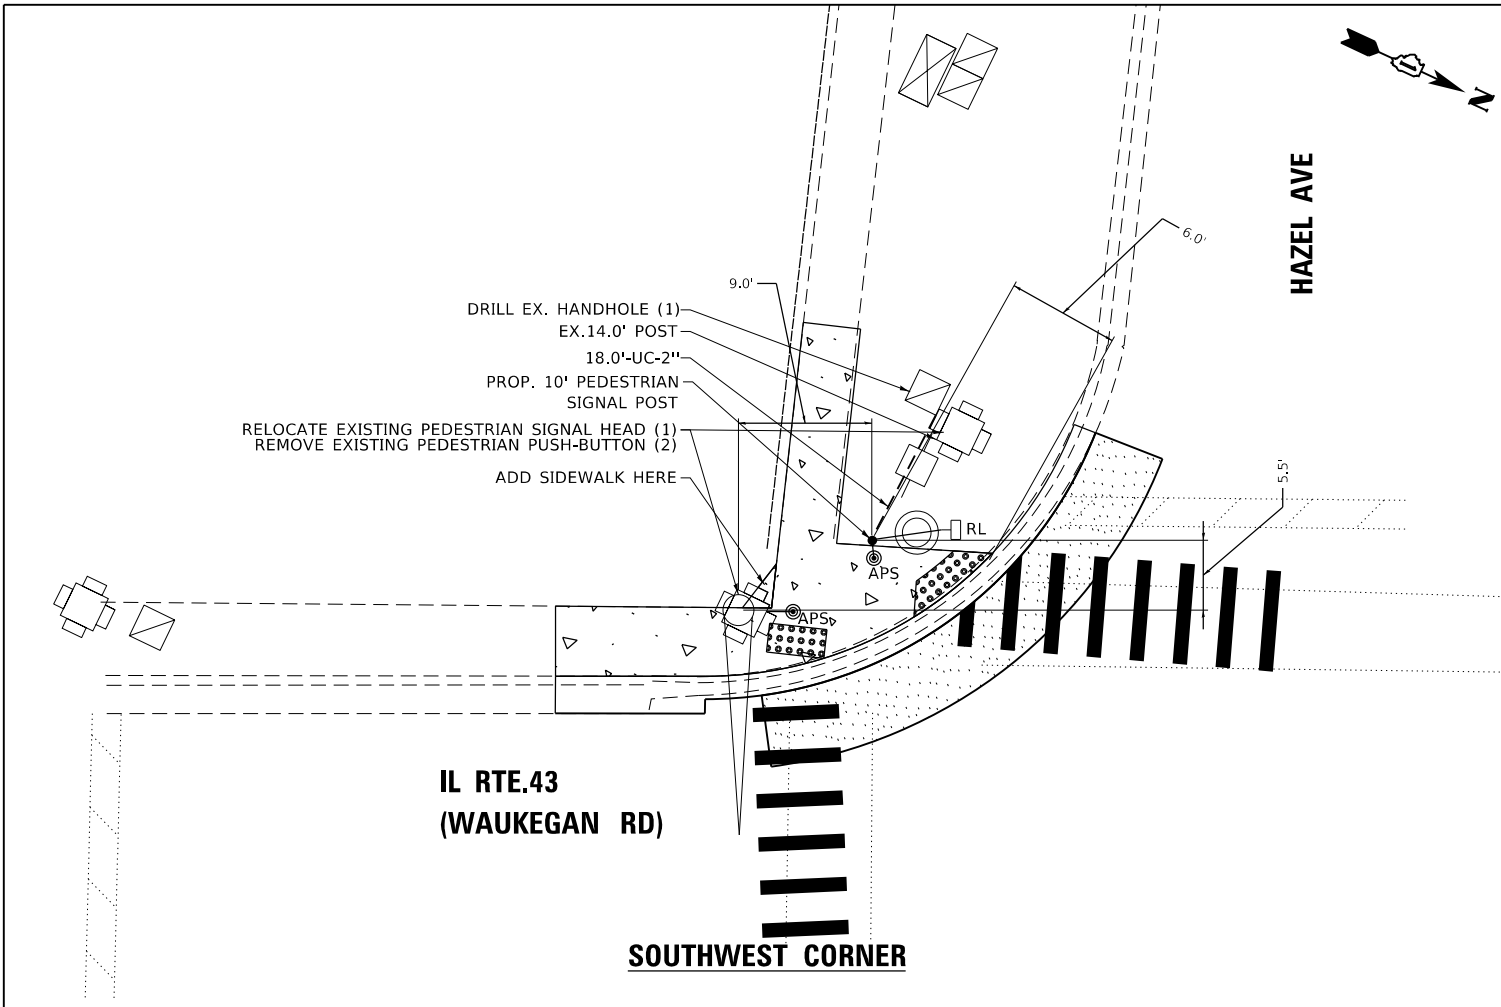 N
HAZEL AVE
6.0'
9.0'
DRILL EX. HANDHOLE (1)
EX.14.0' POST
18.0'-UC-2"
PROP. 10' PEDESTRIAN
SIGNAL POST
RELOCATE EXISTING PEDESTRIAN SIGNAL HEAD (1)
REMOVE EXISTING PEDESTRIAN PUSH-BUTTON (2)
ADD SIDEWALK HERE
5.5'
RL
APS
APS
IL RTE.43
(WAUKEGAN RD)
SOUTHWEST CORNER